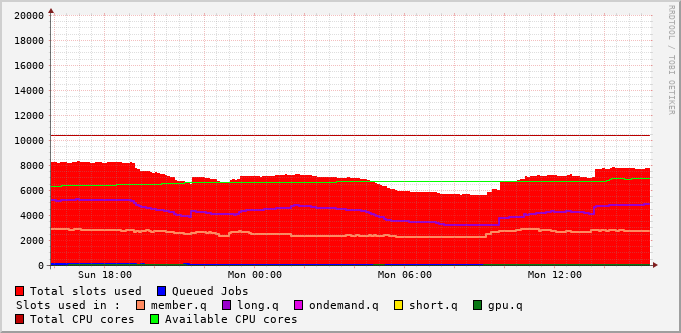 RRDTOOL / TOBI OETIKER
20000
18000
16000
14000
12000
10000
8000
6000
4000
2000
0
Sun 18:00 Mon 00:00 Mon 06:00 Mon 12:00
Total slots used Queued Jobs
Slots used in : member.q long.q ondemand.q short.q gpu.q
Total CPU cores Available CPU cores